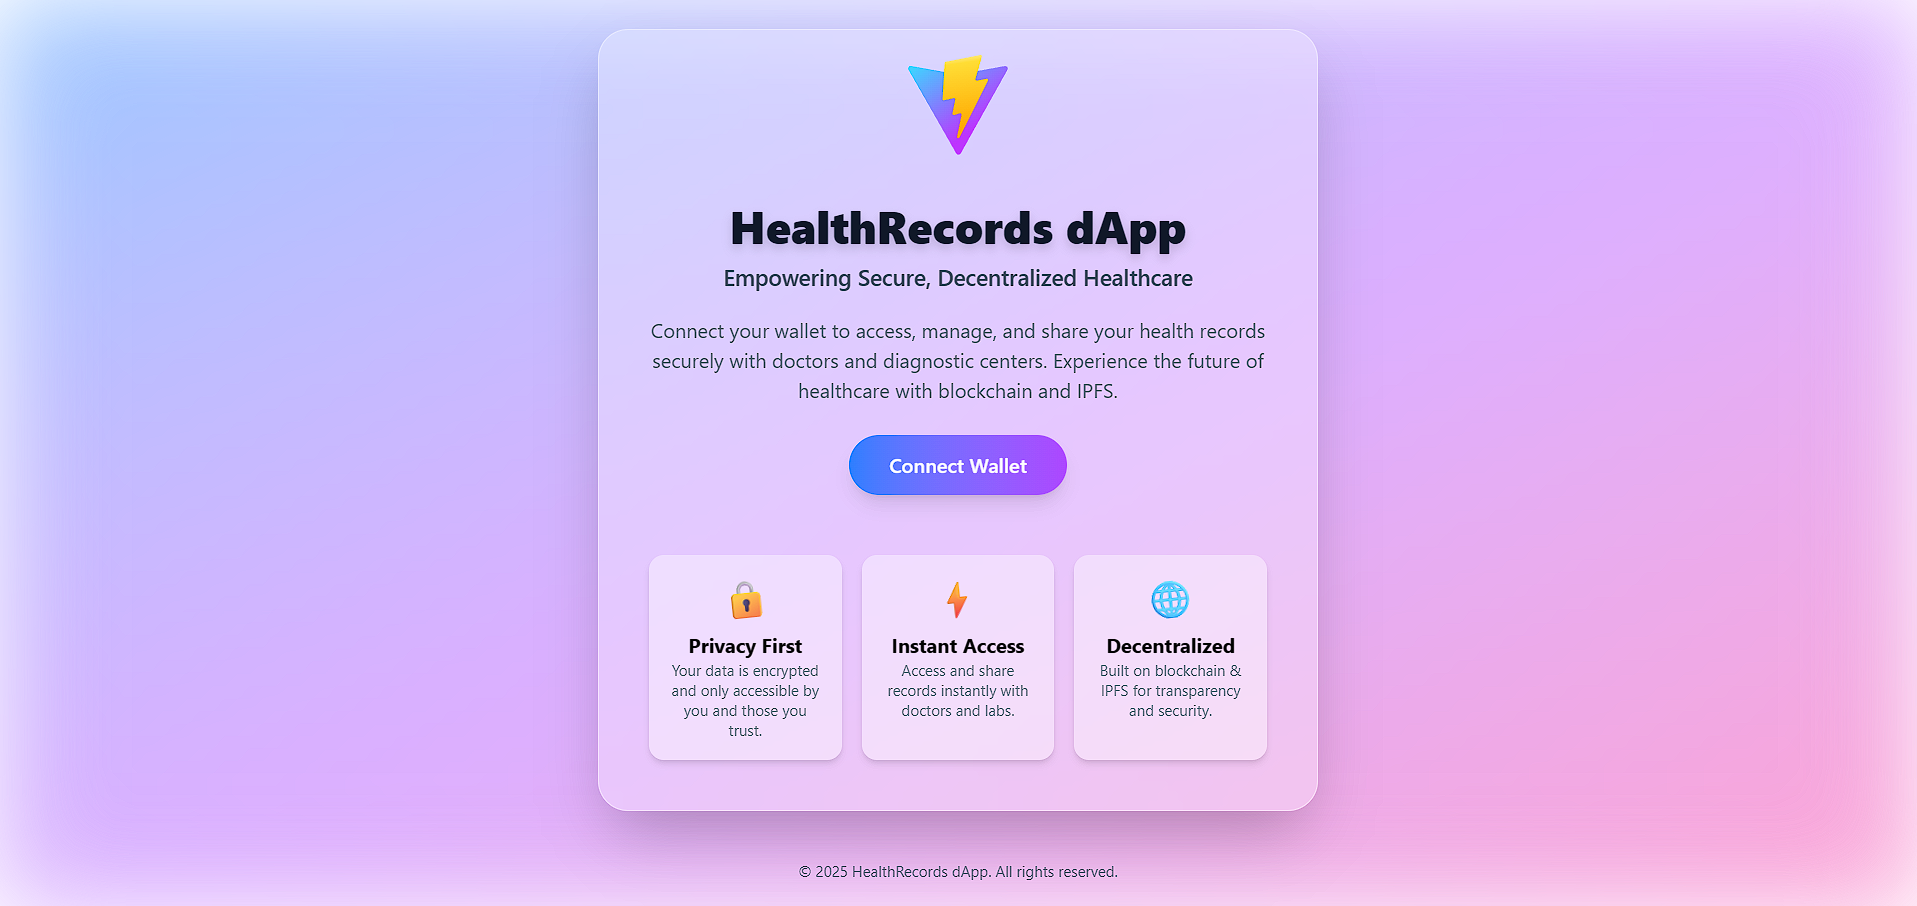 HealthRecords dApp
Empowering Secure, Decentralized Healthcare
Connect your wallet to access, manage, and share your health records
securely with doctors and diagnostic centers. Experience the future of
healthcare with blockchain and IPFS.
Connect Wallet
Privacy First
Your data is encrypted
and only accessible by
you and those you
trust.
Instant Access
Access and share
records instantly with
doctors and labs.
Decentralized
Built on blockchain &
IPFS for transparency
and security.
© 2025 HealthRecords dApp. All rights reserved.